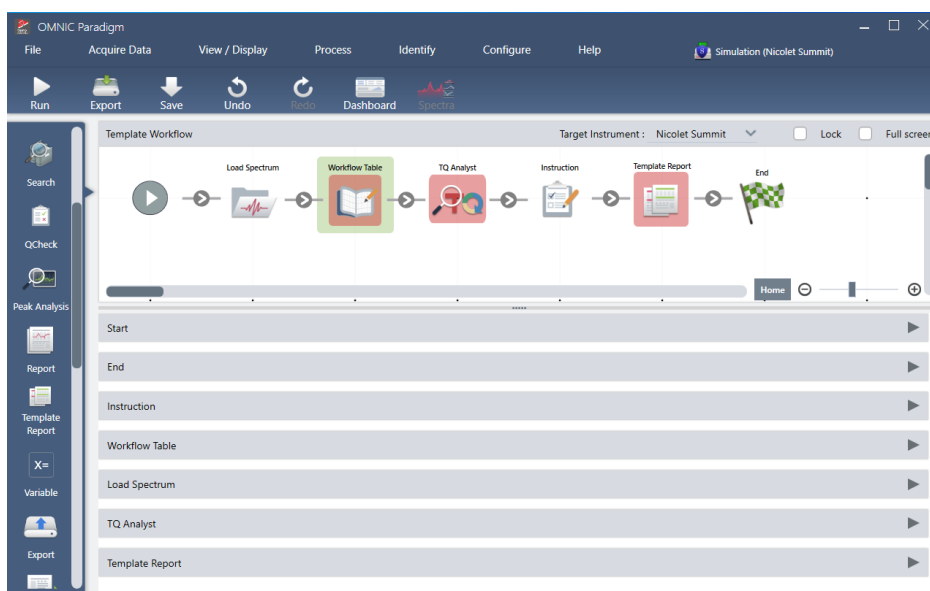 OMNIC Paradigm
File Acquire Data View / Display Process Identify Configure Help Simulation (Nicolet Summit)
Run Export Save Undo Redo Dashboard Spectra
Template Workflow Target Instrument : Nicolet Summit Lock Full screen
Load Spectrum Workflow Table TQ Analyst Instruction Template Report End
Home
Search
QCheck
Peak Analysis
Report
Template
Report
X=
Variable
Export
Start
End
Instruction
Workflow Table
Load Spectrum
TQ Analyst
Template Report